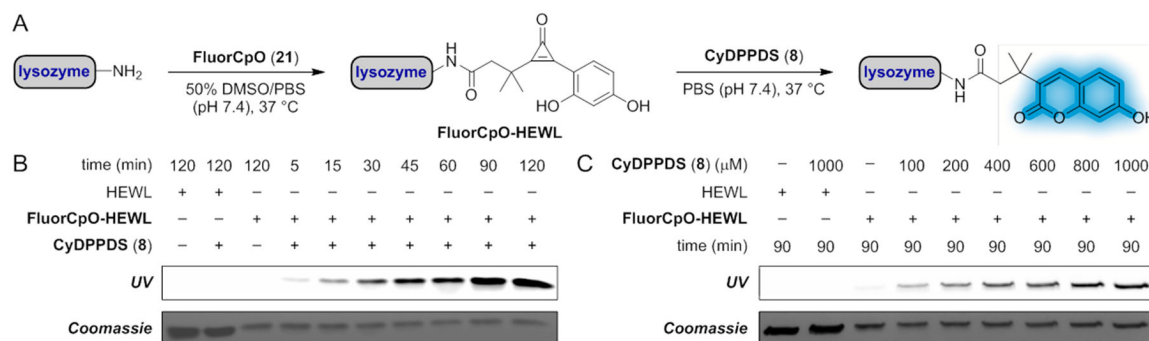 A
lysozyme NH2
FluorCpO (21)
50% DMSO/PBS
(pH 7.4), 37 °C
lysozyme N H O O HO OH
FluorCpO-HEWL
CyDPPDS (8)
PBS (pH 7.4), 37 °C
lysozyme N H O O O OH
B
time (min) 120 120 120 5 15 30 45 60 90 120
HEWL + + – – – – – – – –
FluorCpO-HEWL – – + + + + + + + +
CyDPPDS (8) – + – + + + + + + +
UV
Coomassie
C
CyDPPDS (8) (μM) – 1000 – 100 200 400 600 800 1000
HEWL + + – – – – – – –
FluorCpO-HEWL – – + + + + + + +
time (min) 90 90 90 90 90 90 90 90 90
UV
Coomassie